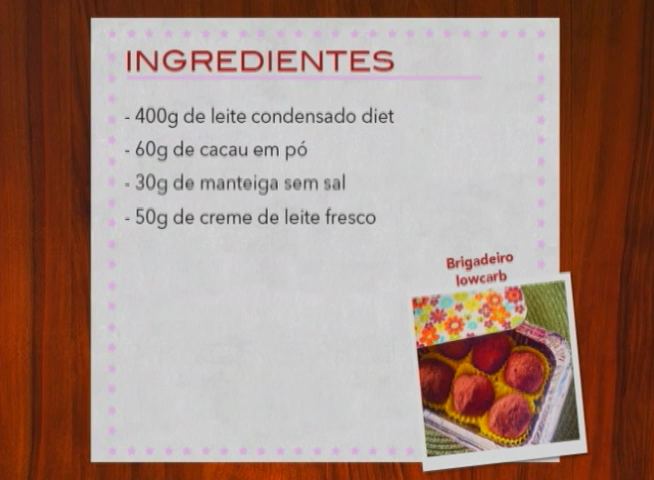 INGREDIENTES
- 400g de leite condensado diet
- 60g de cacau em pó
- 30g de manteiga sem sal
- 50g de creme de leite fresco
Brigadeiro
lowcarb